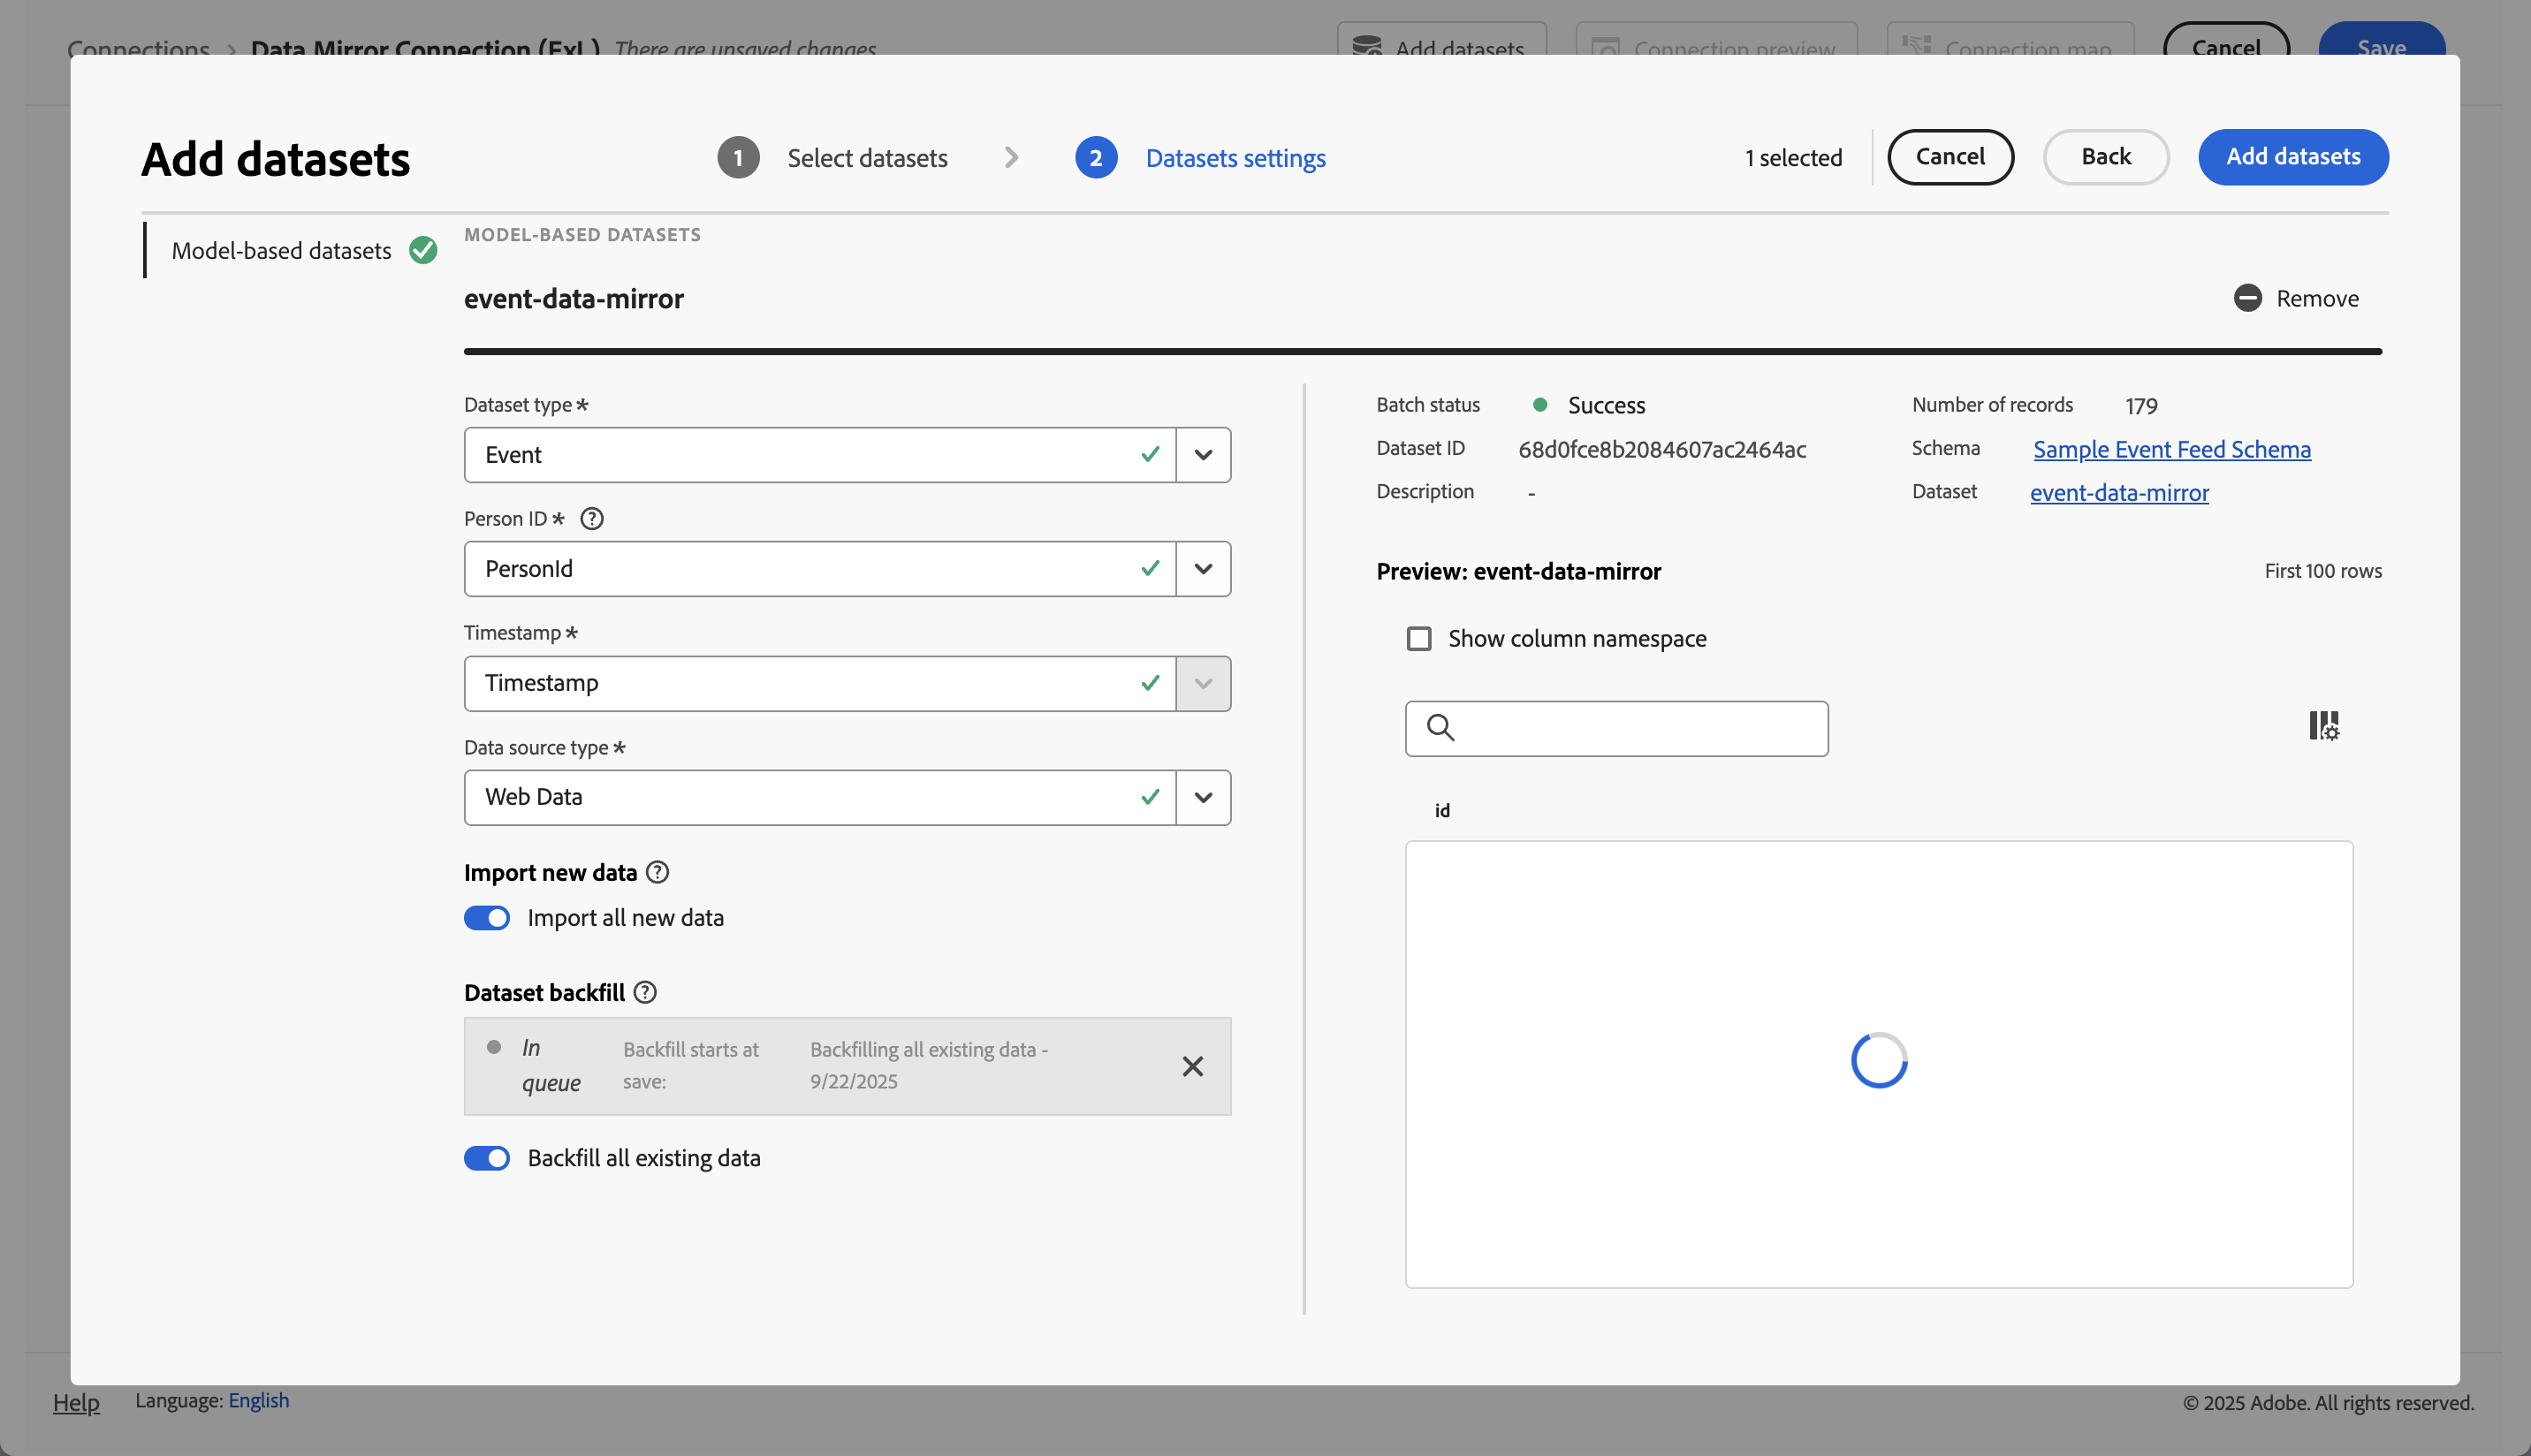 Connections > Data Mirror Connection (ExL) There are unsaved changes
Add datasets
Connection preview
Connection map
Cancel
Save
Add datasets
1 Select datasets > 2 Datasets settings
1 selected
Cancel
Back
Add datasets
Model-based datasets
MODEL-BASED DATASETS
event-data-mirror
Remove
Dataset type *
Event
Person ID *
PersonId
Timestamp *
Timestamp
Data source type *
Web Data
Import new data
Import all new data
Dataset backfill
In queue
Backfill starts at save:
Backfilling all existing data - 9/22/2025
Backfill all existing data
Batch status Success
Number of records 179
Dataset ID 68d0fce8b2084607ac2464ac
Schema Sample Event Feed Schema
Description -
Dataset event-data-mirror
Preview: event-data-mirror
First 100 rows
Show column namespace
id
Help
Language: English
© 2025 Adobe. All rights reserved.